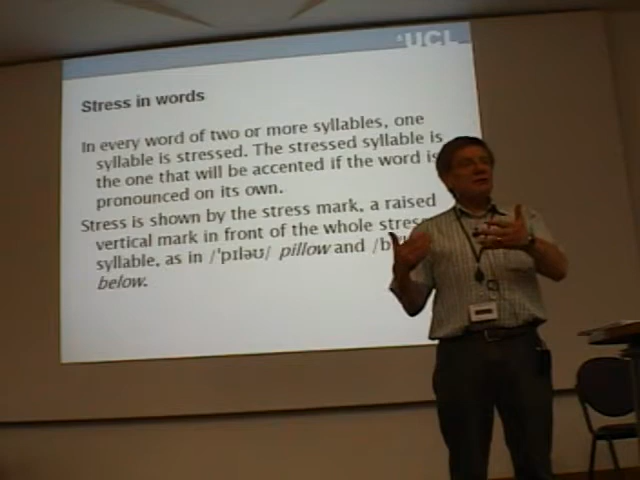 UCL
Stress in words
In every word of two or more syllables, one
syllable is stressed. The stressed syllable is
the one that will be accented if the word is
pronounced on its own.
Stress is shown by the stress mark, a raised
vertical mark in front of the whole
syllable, as in /ˈpɪləʊ/ pillow and
below.